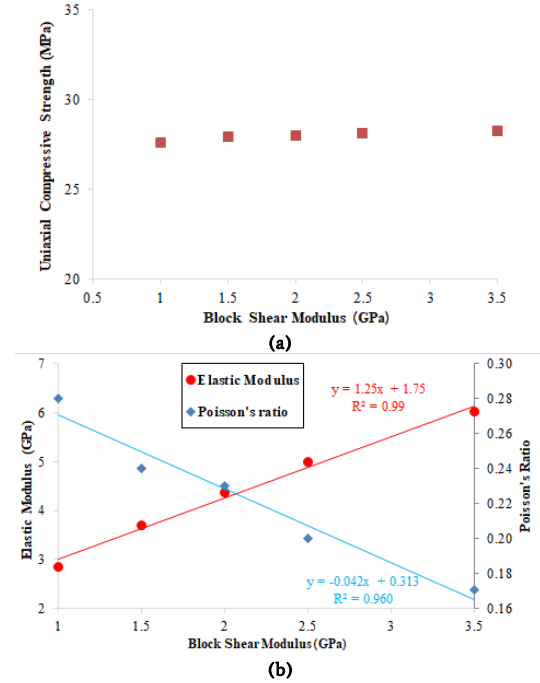 35
30
25
20
Uniaxial Compressive Strength (MPa)
0.5 1 1.5 2 2.5 3 3.5
Block Shear Modulus (GPa)
(a)
7
6
5
4
3
2
Elastic Modulus (GPa)
Elastic Modulus
Poisson's ratio
y = 1.25x + 1.75
R² = 0.99
y = -0.042x + 0.313
R² = 0.960
0.30
0.28
0.26
0.24
0.22
0.20
0.18
0.16
Poisson's Ratio
1 1.5 2 2.5 3 3.5
Block Shear Modulus (GPa)
(b)